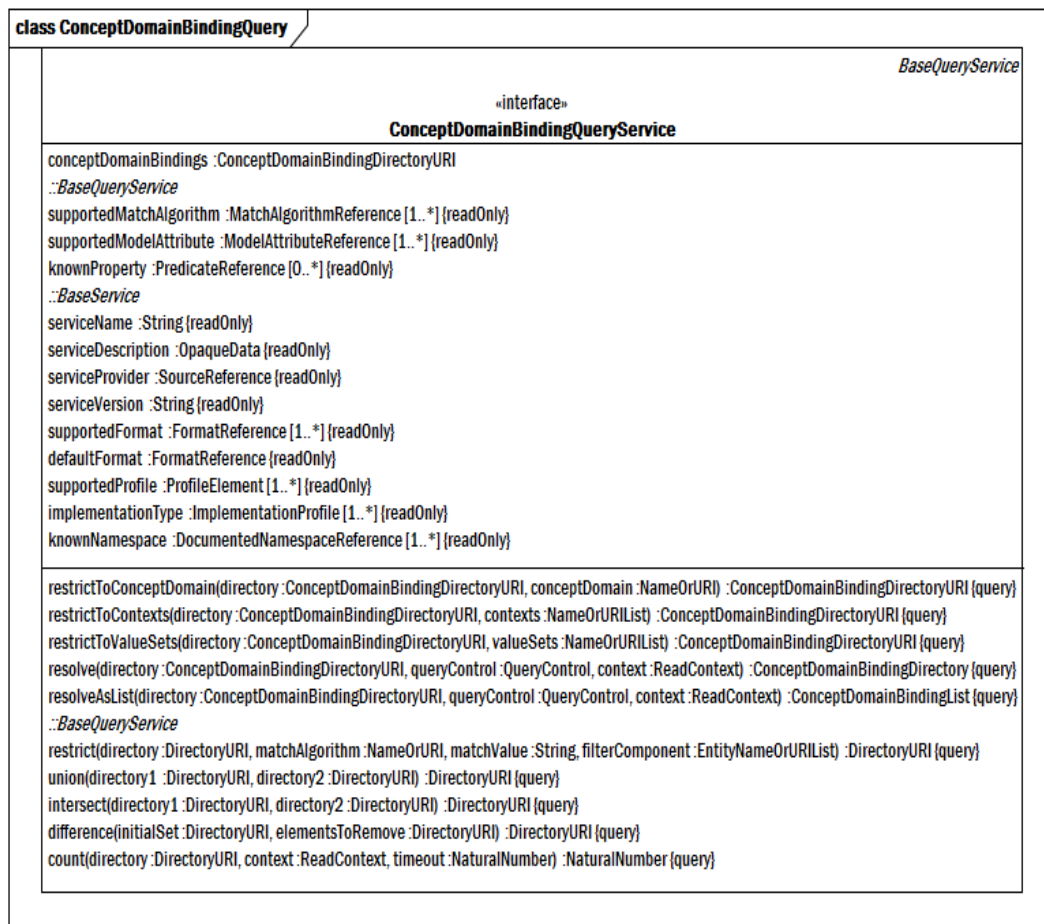 class ConceptDomainBindingQuery
BaseQueryService
«interface»
ConceptDomainBindingQueryService
conceptDomainBindings :ConceptDomainBindingDirectoryURI
::BaseQueryService
supportedMatchAlgorithm :MatchAlgorithmReference [1..*] {readOnly}
supportedModelAttribute :ModelAttributeReference [1..*] {readOnly}
knownProperty :PredicateReference [0..*] {readOnly}
::BaseService
serviceName :String {readOnly}
serviceDescription :OpaqueData {readOnly}
serviceProvider :SourceReference {readOnly}
serviceVersion :String {readOnly}
supportedFormat :FormatReference [1..*] {readOnly}
defaultFormat :FormatReference {readOnly}
supportedProfile :ProfileElement [1..*] {readOnly}
implementationType :ImplementationProfile [1..*] {readOnly}
knownNamespace :DocumentedNamespaceReference [1..*] {readOnly}
restrictToConceptDomain(directory :ConceptDomainBindingDirectoryURI, conceptDomain :NameOrURI) :ConceptDomainBindingDirectoryURI {query}
restrictToContexts(directory :ConceptDomainBindingDirectoryURI, contexts :NameOrURIList) :ConceptDomainBindingDirectoryURI {query}
restrictToValueSets(directory :ConceptDomainBindingDirectoryURI, valueSets :NameOrURIList) :ConceptDomainBindingDirectoryURI {query}
resolve(directory :ConceptDomainBindingDirectoryURI, queryControl :QueryControl, context :ReadContext) :ConceptDomainBindingDirectory {query}
resolveAsList(directory :ConceptDomainBindingDirectoryURI, queryControl :QueryControl, context :ReadContext) :ConceptDomainBindingList {query}
::BaseQueryService
restrict(directory :DirectoryURI, matchAlgorithm :NameOrURI, matchValue :String, filterComponent :EntityNameOrURIList) :DirectoryURI {query}
union(directory1 :DirectoryURI, directory2 :DirectoryURI) :DirectoryURI {query}
intersect(directory1 :DirectoryURI, directory2 :DirectoryURI) :DirectoryURI {query}
difference(initialSet :DirectoryURI, elementsToRemove :DirectoryURI) :DirectoryURI {query}
count(directory :DirectoryURI, context :ReadContext, timeout :NaturalNumber) :NaturalNumber {query}